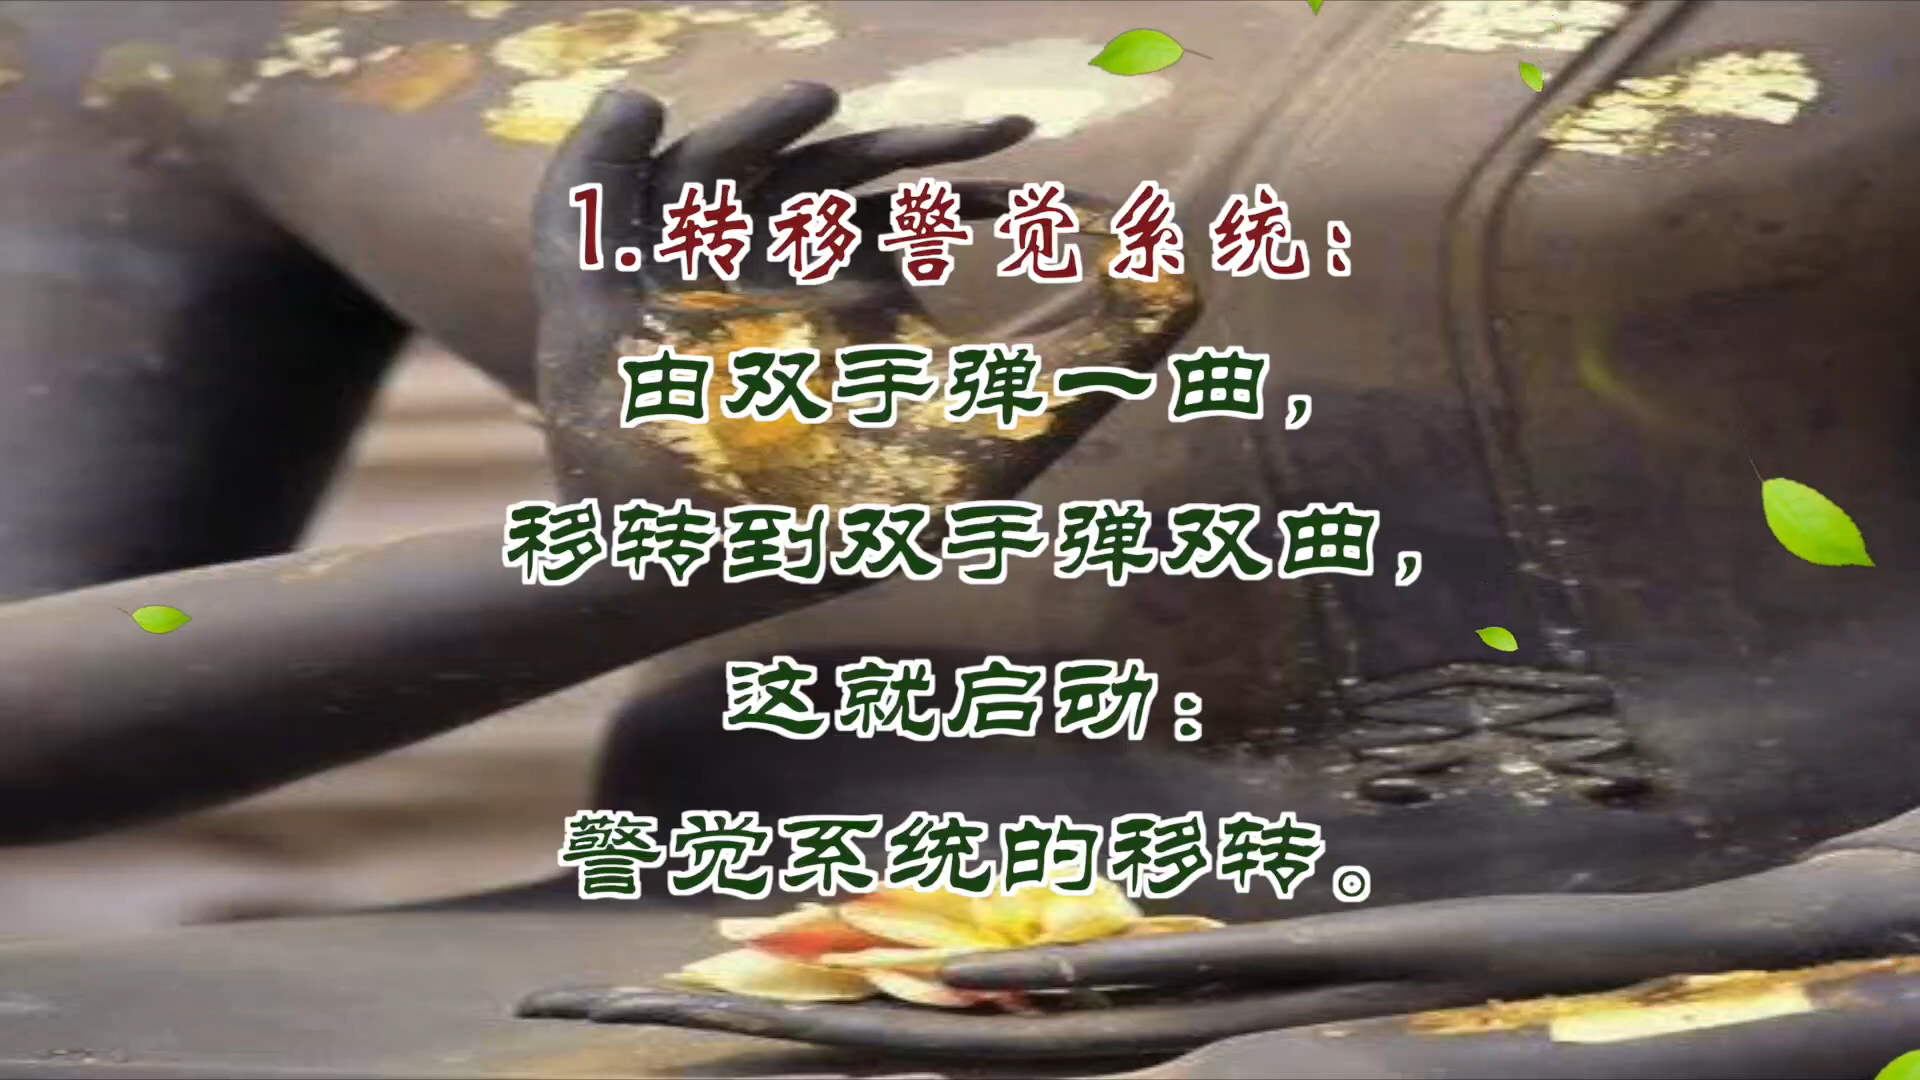 1.转移警觉系统：
由双手弹一曲，
移转到双手弹双曲，
这就启动：
警觉系统的移转。